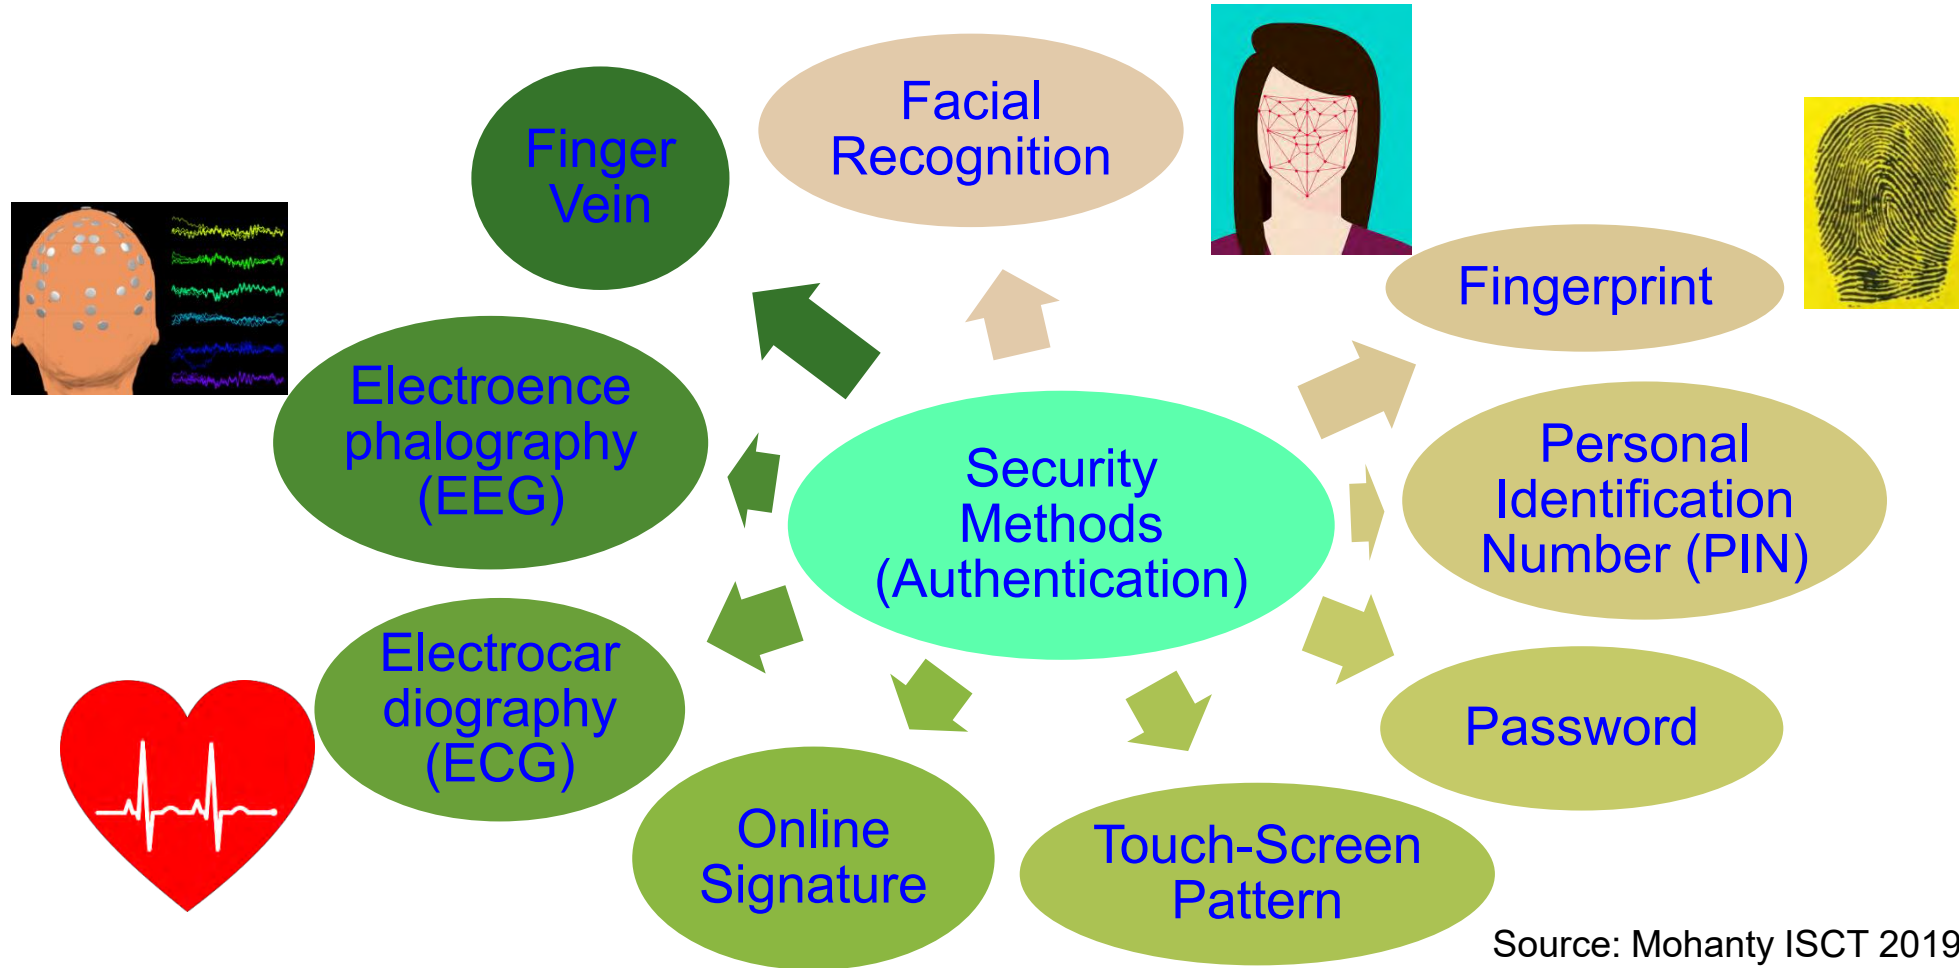 Facial
Recognition
Finger
Vein
Fingerprint
Electroence
phalography
(EEG)
Personal
Identification
Number (PIN)
Security
Methods
(Authentication)
Electrocar
diography
(ECG)
Password
Online
Signature
Touch-Screen
Pattern
Source: Mohanty ISCT 2019